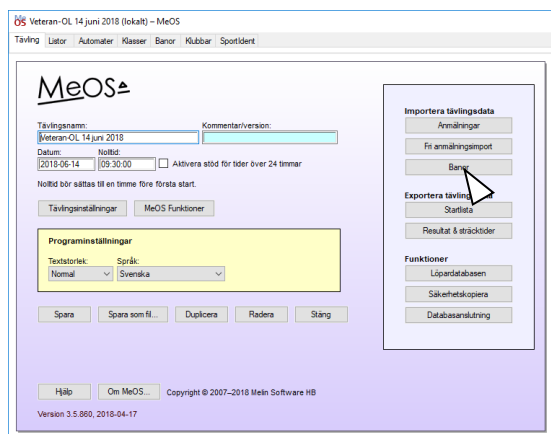 MeOS Veteran-OL 14 juni 2018 (lokalt) – MeOS
Tävling Listor Automater Klasser Banor Klubbar SportIdent
MeOS
Tävlingsnamn: Kommentar/version:
Veteran-OL 14 juni 2018
Datum: Nolltid:
2018-06-14 09:30:00 Aktivera stöd för tider över 24 timmar
Nolltid bör sättas till en timme före första start.
Tävlingsinställningar MeOS Funktioner
Programinställningar
Textstorlek: Språk:
Normal Svenska
Spara Spara som fil... Duplicera Radera Stäng
Hjälp Om MeOS... Copyright © 2007–2018 Melin Software HB
Version 3.5.860, 2018-04-17
Importera tävlingsdata
Anmälningar
Fri anmälningsimport
Banor
Exportera
Startlista
Resultat & sträcktider
Funktioner
Löpardatabasen
Säkerhetskopiera
Databasanslutning